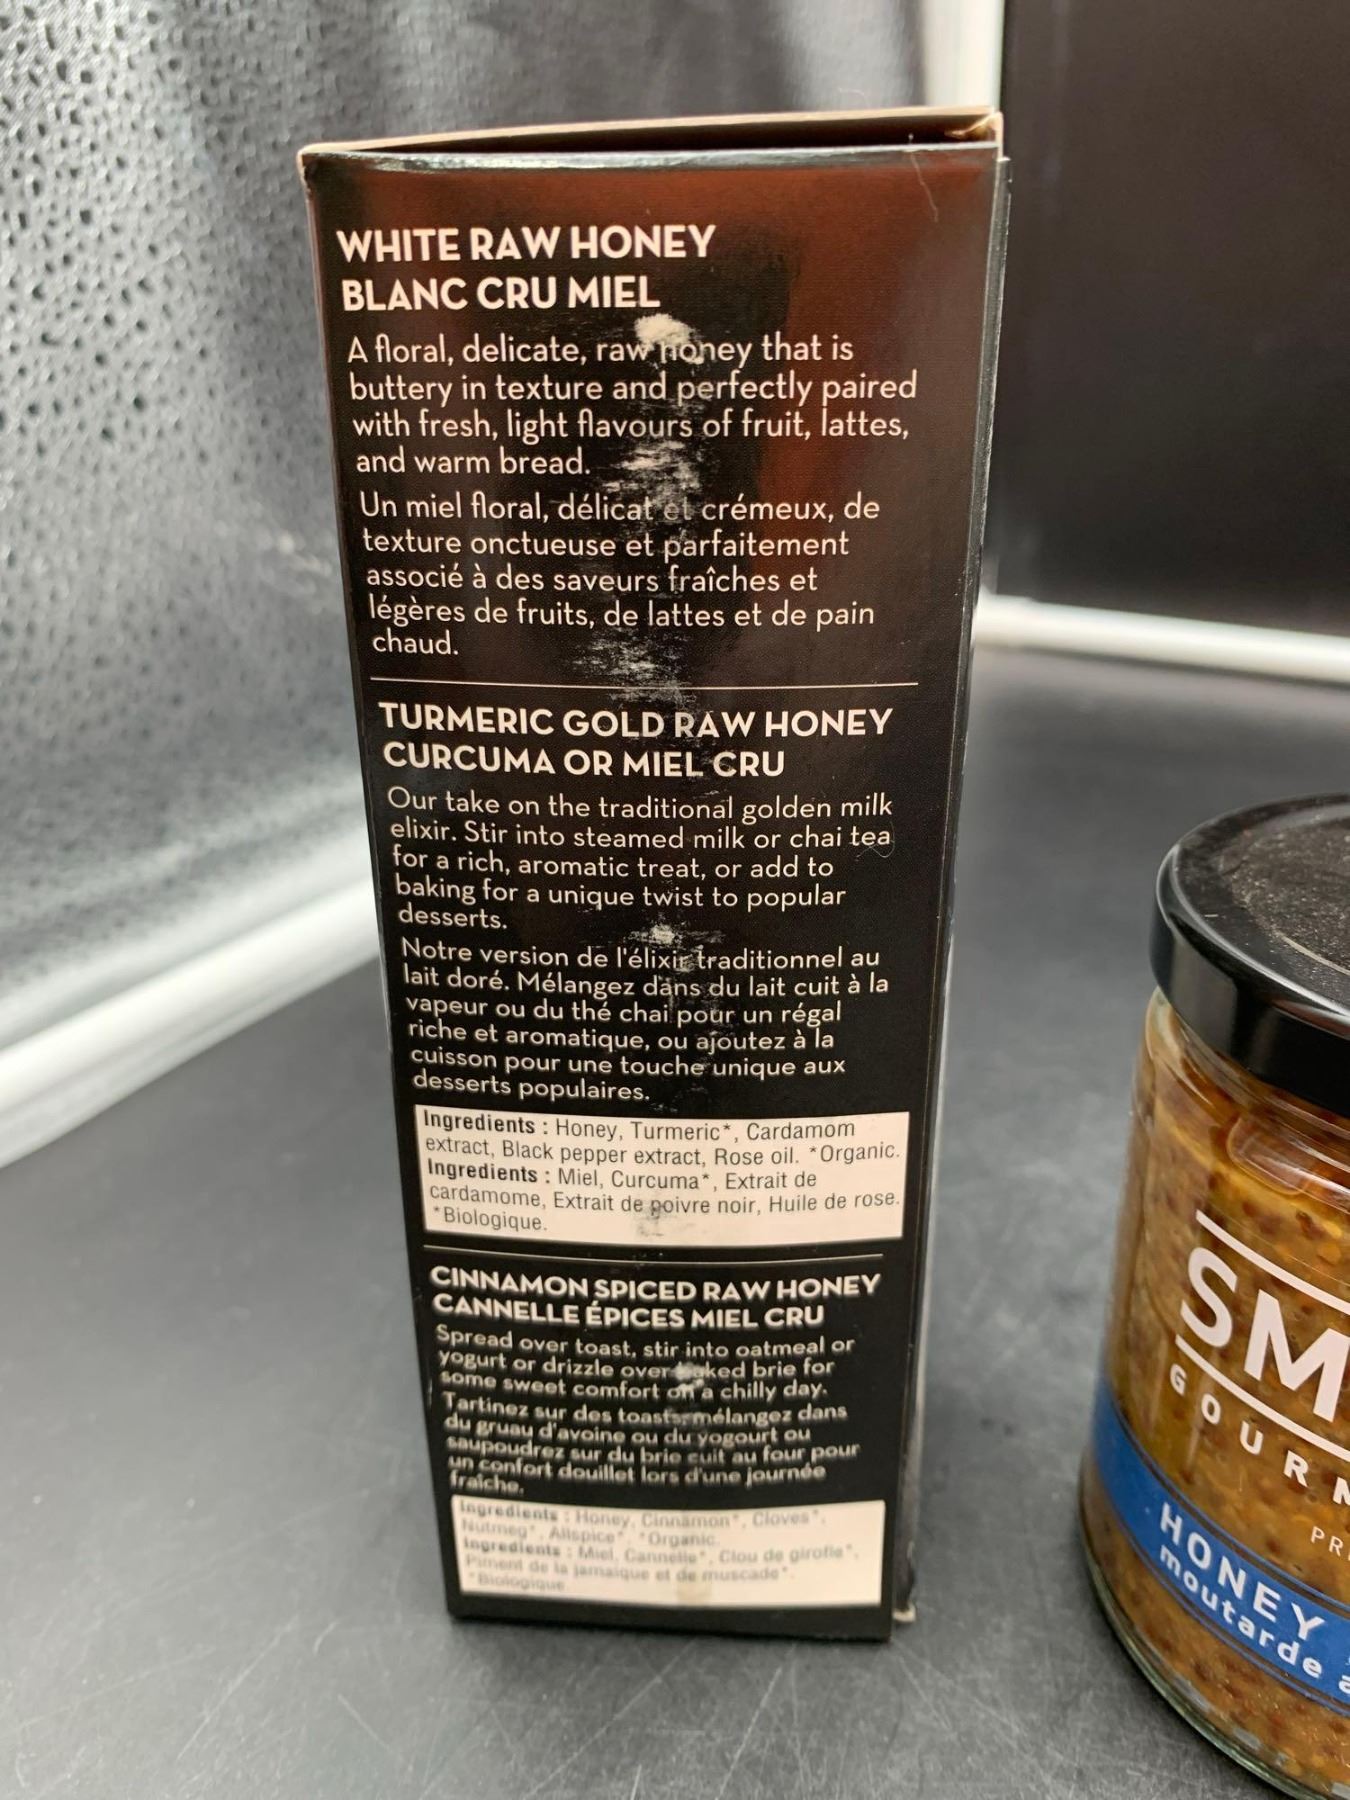 WHITE RAW HONEY
BLANC CRU MIEL
A floral, delicate, raw honey that is
buttery in texture and perfectly paired
with fresh, light flavours of fruit, lattes,
and warm bread.
Un miel floral, délicat et crémeux, de
texture onctueuse et parfaitement
associé à des saveurs fraîches et
légères de fruits, de lattes et de pain
chaud.
TURMERIC GOLD RAW HONEY
CURCUMA OR MIEL CRU
Our take on the traditional golden milk
elixir. Stir into steamed milk or chai tea
for a rich, aromatic treat, or add to
baking for a unique twist to popular
desserts.
Notre version de l'élixir traditionnel au
lait doré. Mélangez dans du lait cuit à la
vapeur ou du thé chai pour un régal
riche et aromatique, ou ajoutez à la
cuisson pour une touche unique aux
desserts populaires.
Ingredients : Honey, Turmeric*, Cardamom
extract, Black pepper extract, Rose oil. *Organic.
Ingredients : Miel, Curcuma*, Extrait de
cardamome, Extrait de poivre noir, Huile de rose.
*Biologique.
CINNAMON SPICED RAW HONEY
CANNELLE ÉPICES MIEL CRU
Spread over toast, stir into oatmeal or
yogurt or drizzle over baked brie for
some sweet comfort on a chilly day.
Tartinez sur des toasts, mélangez dans
du gruau d'avoine ou du yogourt ou
saupoudrez sur du brie cuit au four pour
un confort douillet lors d'une journée
fraîche.
Ingredients : Honey, Cinnamon*, Cloves*,
Nutmeg*, Allspice*. *Organic.
Ingredients : Miel, Cannelle*, Clou de girofle*,
Piment de la jamaïque et de muscade*.
*Biologique.
SM
GOURM
PR
HONEY
moutarde